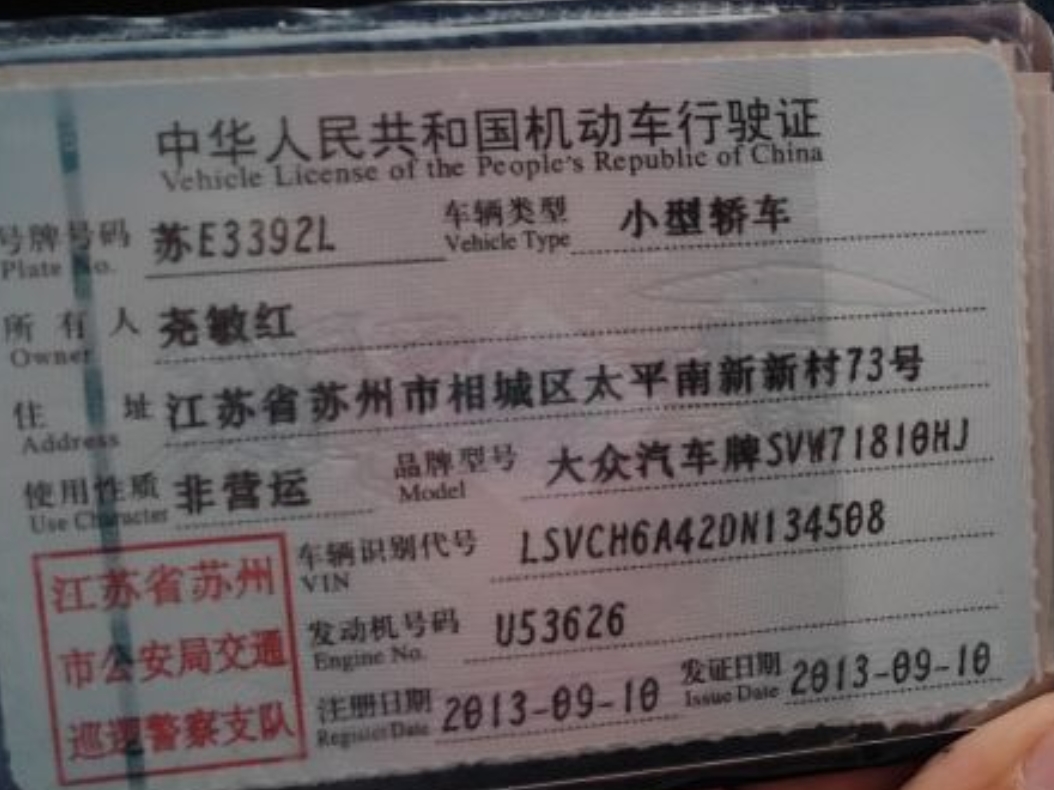 中华人民共和国机动车行驶证
Vehicle License of the People's Republic of China
号牌号码 苏E3392L 车辆类型 小型轿车
Plate No. Vehicle Type
所有人 尧敏红
Owner
住址 江苏省苏州市相城区太平南新新村73号
Address
使用性质 非营运 品牌型号 大众汽车牌SVW71810HJ
Use Character Model
车辆识别代号 LSVCH6A42DN134508
VIN
发动机号码 U53626
Engine No.
注册日期 2013-09-10 发证日期 2013-09-10
Register Date Issue Date
江苏省苏州
市公安局交通
巡逻警察支队